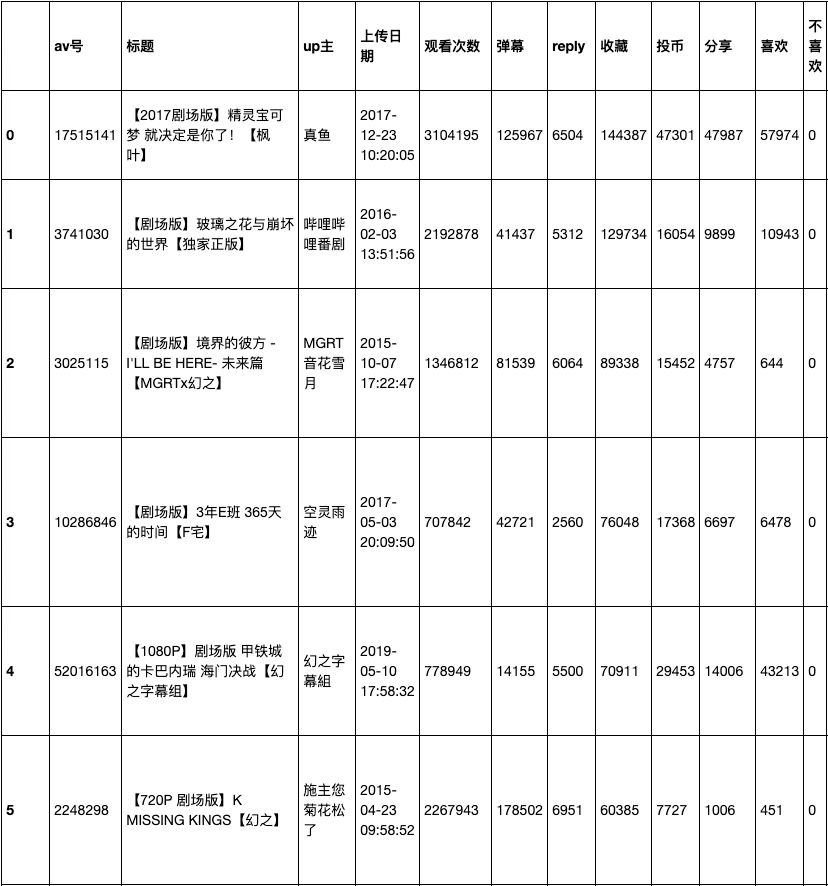 av号 标题 up主 上传日期 观看次数 弹幕 reply 收藏 投币 分享 喜欢 不喜欢
0 17515141 【2017剧场版】精灵宝可梦 就决定是你了！【枫叶】 真鱼 2017-12-23 10:20:05 3104195 125967 6504 144387 47301 47987 57974 0
1 3741030 【剧场版】玻璃之花与崩坏的世界【独家正版】 哔哩哔哩番剧 2016-02-03 13:51:56 2192878 41437 5312 129734 16054 9899 10943 0
2 3025115 【剧场版】境界的彼方 -I'LL BE HERE- 未来篇【MGRTx幻之】 MGRT音花雪月 2015-10-07 17:22:47 1346812 81539 6064 89338 15452 4757 644 0
3 10286846 【剧场版】3年E班 365天的时间【F宅】 空灵雨迹 2017-05-03 20:09:50 707842 42721 2560 76048 17368 6697 6478 0
4 52016163 【1080P】剧场版 甲铁城的卡巴内瑞 海门决战【幻之字幕组】 幻之字幕組 2019-05-10 17:58:32 778949 14155 5500 70911 29453 14006 43213 0
5 2248298 【720P 剧场版】K MISSING KINGS【幻之】 施主您菊花松了 2015-04-23 09:58:52 2267943 178502 6951 60385 7727 1006 451 0